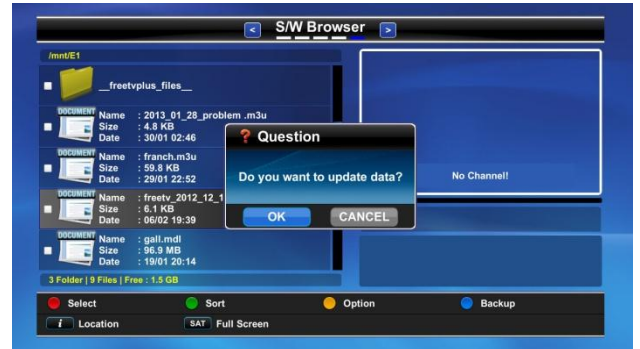 < S/W Browser >
/mnt/E1
__freetvplus_files__
DOCUMENT
Name : 2013_01_28_problem .m3u
Size : 4.8 KB
Date : 30/01 02:46
DOCUMENT
Name : franch.m3u
Size : 59.8 KB
Date : 29/01 22:52
DOCUMENT
Name : freetv_2012_12_1
Size : 6.1 KB
Date : 06/02 19:39
DOCUMENT
Name : gall.mdl
Size : 96.9 MB
Date : 19/01 20:14
3 Folder | 9 Files | Free : 1.5 GB
? Question
Do you want to update data?
OK CANCEL
No Channel!
Select Sort Option Backup
i Location SAT Full Screen